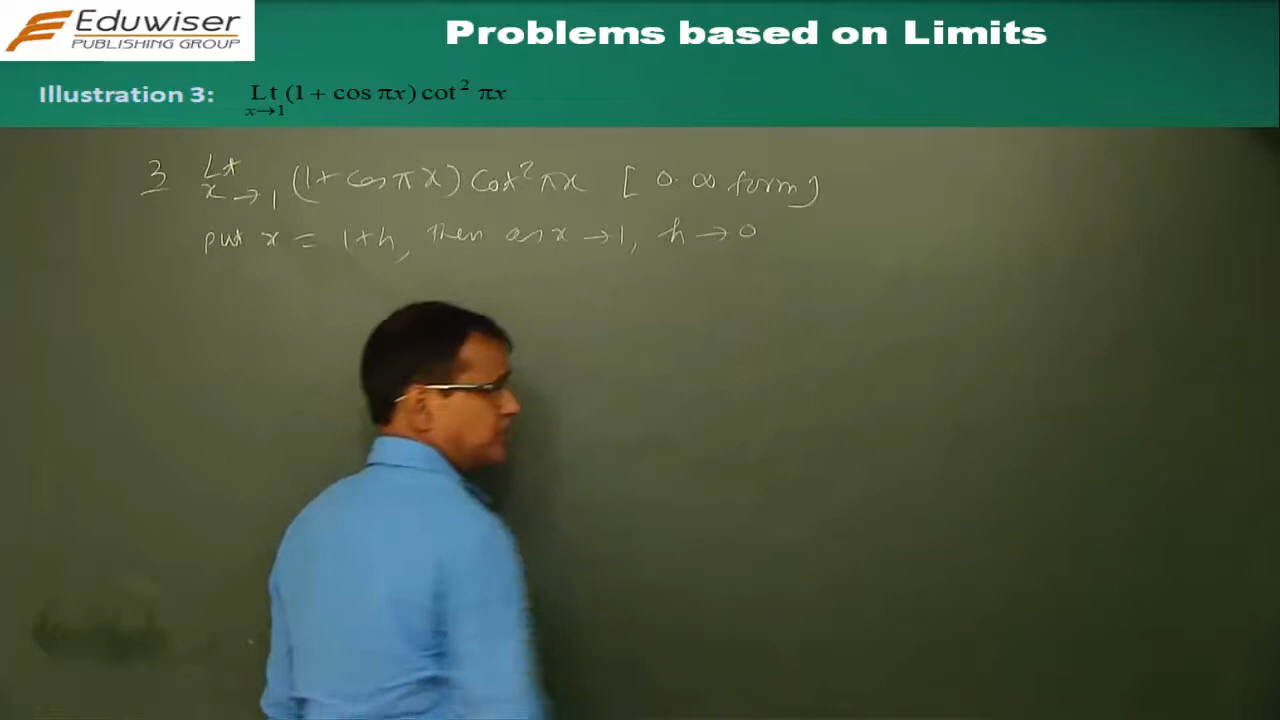 Eduwiser
PUBLISHING GROUP
Problems based on Limits
Illustration 3: Lt x→1 (1 + cos πx) cot² πx
3 Lt x→1 (1+ cos πx) Cot² πx [ 0. ∞ form]
put x = 1+h, then as x → 1, h → 0